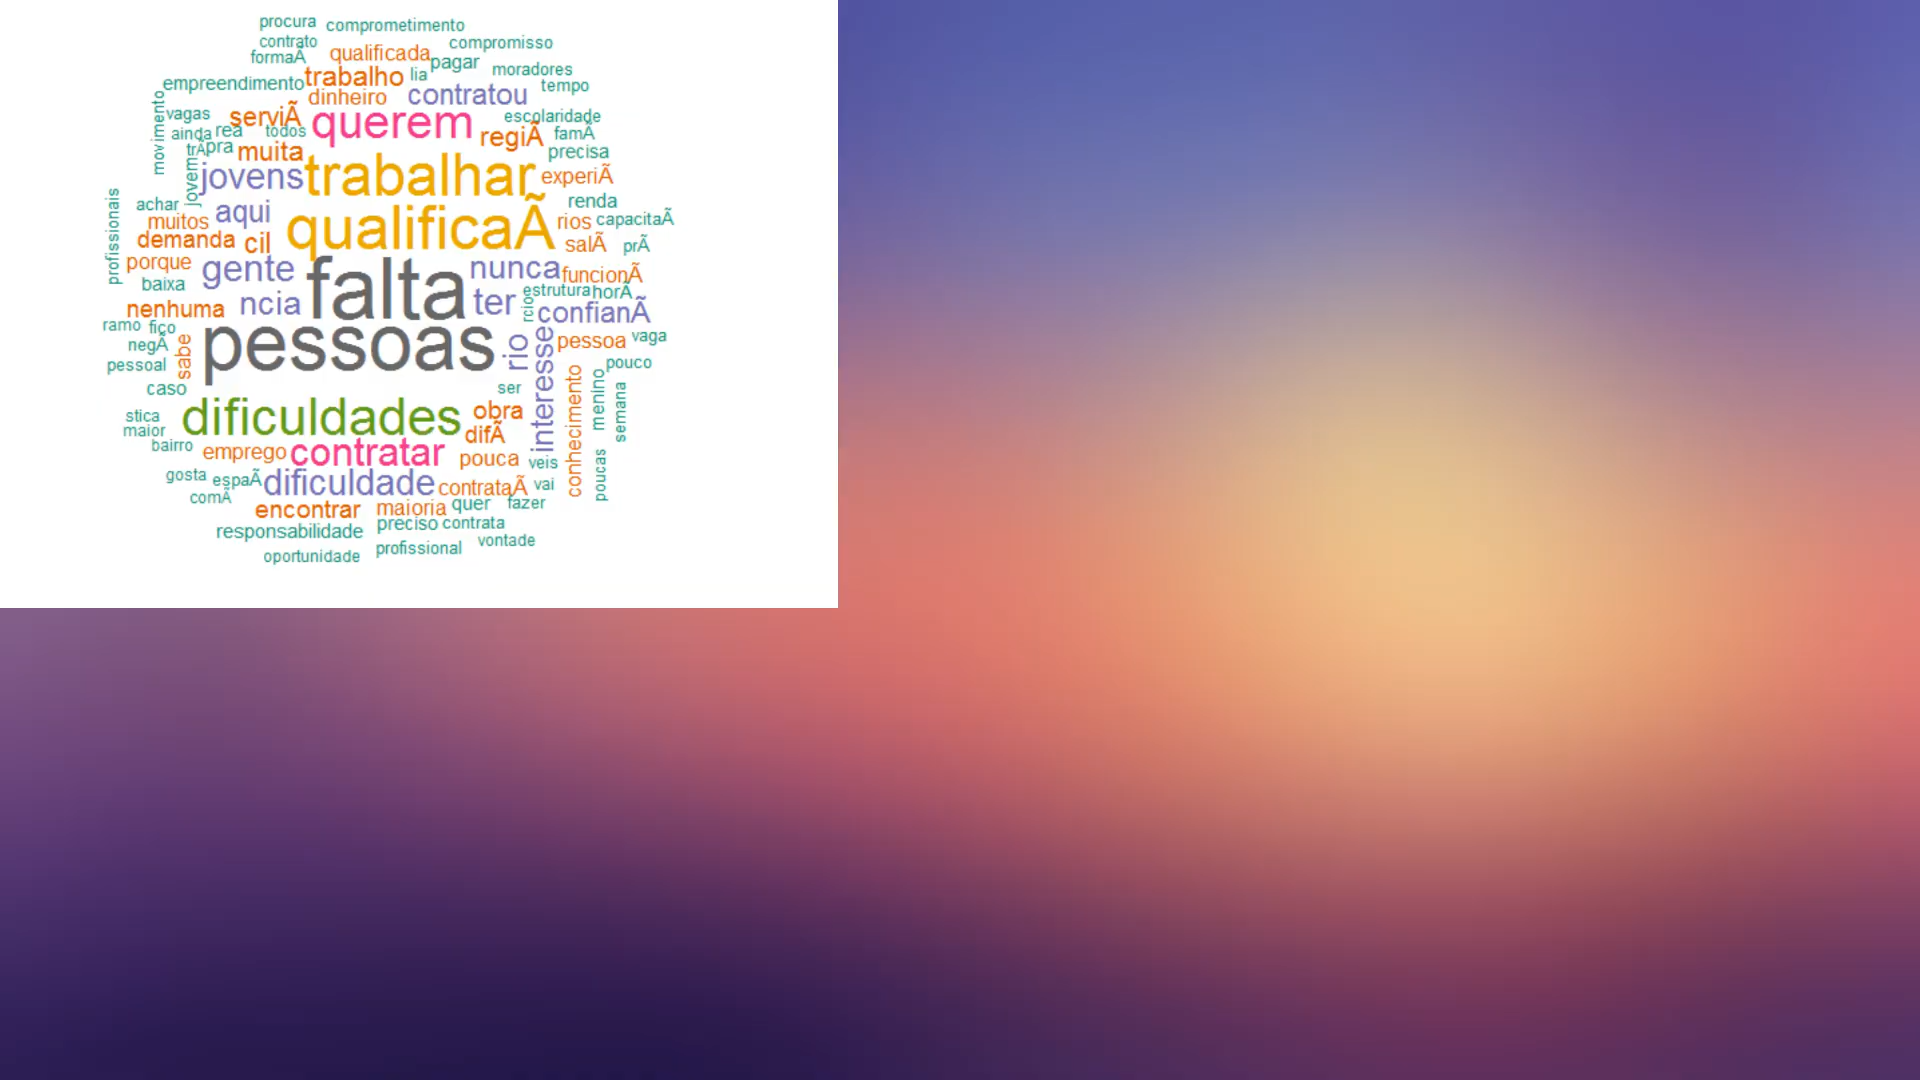 procura comprometimento
contrato compromisso
formaÃ qualificada pagar
trabalho lia moradores
empreendimento dinheiro contratou tempo
movimento vagas serviÃ querem escolaridade
ainda rea todos regiÃ famÃ
trÃ pra muita precisa
jovem jovens trabalhar experiÃ
profissionais achar aqui renda
muitos qualificaÃ rios capacitaÃ
demanda cil salÃ prÃ
porque gente nunca funcionÃ
baixa falta estrutura horÃ
nenhuma ncia ter rcios confianÃ
ramo fico
negÃ sabe pessoas rio interesse pessoa vaga
pessoal pouco
caso ser conhecimento menino semana
stica dificuldades obra
maior difÃ
bairro emprego contratar pouca veis poucas
gosta espaÃ dificuldade contrataÃ vai
comÃ encontrar maioria quer fazer
responsabilidade preciso contrata
oportunidade profissional vontade